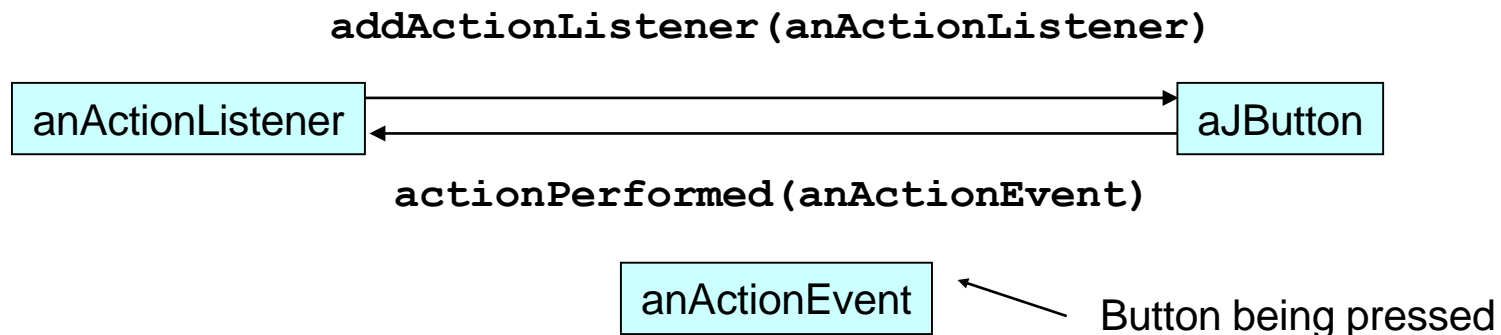 addActionListener(anActionListener)
anActionListener
aJButton
actionPerformed(anActionEvent)
anActionEvent
Button being pressed